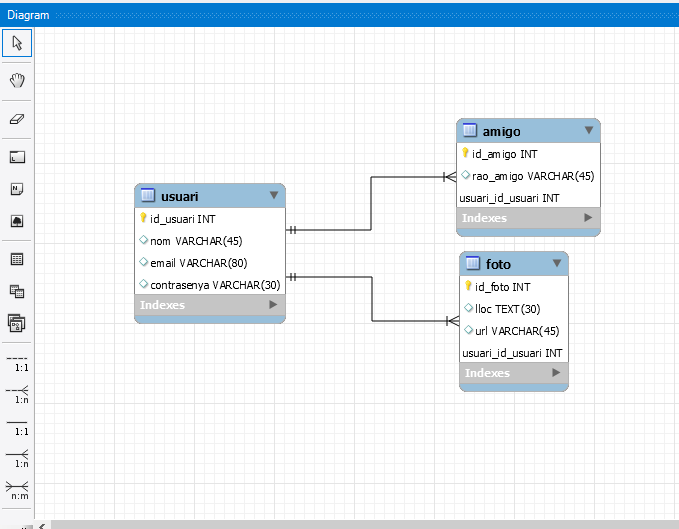 Diagram
1:1
1:n
1:1
1:n
n:m
usuari
id_usuari INT
nom VARCHAR(45)
email VARCHAR(80)
contrasenya VARCHAR(30)
Indexes
amigo
id_amigo INT
rao_amigo VARCHAR(45)
usuari_id_usuari INT
Indexes
foto
id_foto INT
lloc TEXT(30)
url VARCHAR(45)
usuari_id_usuari INT
Indexes